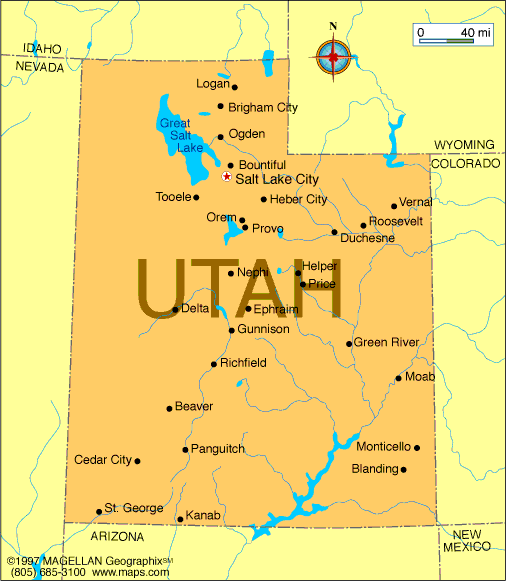 N
0 40 mi
IDAHO
NEVADA
Logan
Brigham City
Great
Salt
Lake
Ogden
WYOMING
COLORADO
Bountiful
Salt Lake City
Tooele
Heber City
Vernal
Orem
Provo
Roosevelt
Duchesne
UTAH
Nephi
Helper
Price
Delta
Ephraim
Gunnison
Green River
Richfield
Moab
Beaver
Panguitch
Monticello
Cedar City
Blanding
St. George
Kanab
ARIZONA
NEW
MEXICO
©1997 MAGELLAN Geographix℠
(805) 685-3100 www.maps.com